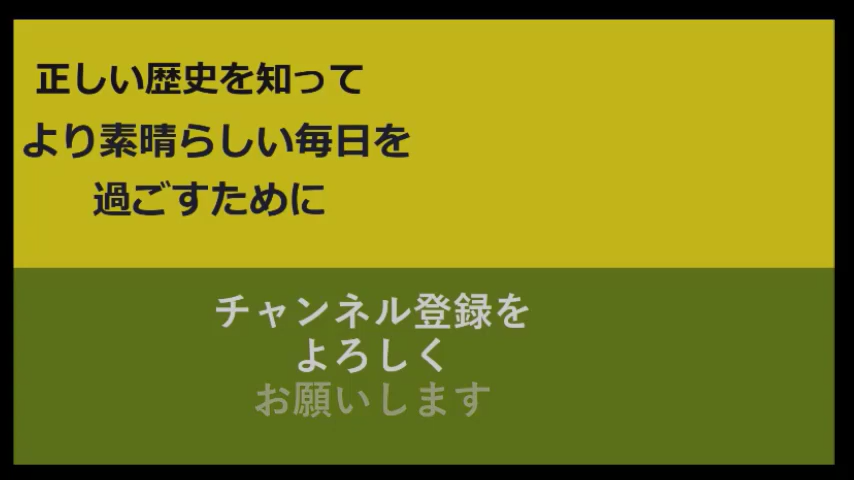 正しい歴史を知って
より素晴らしい毎日を
過ごすために
チャンネル登録を
よろしく
お願いします